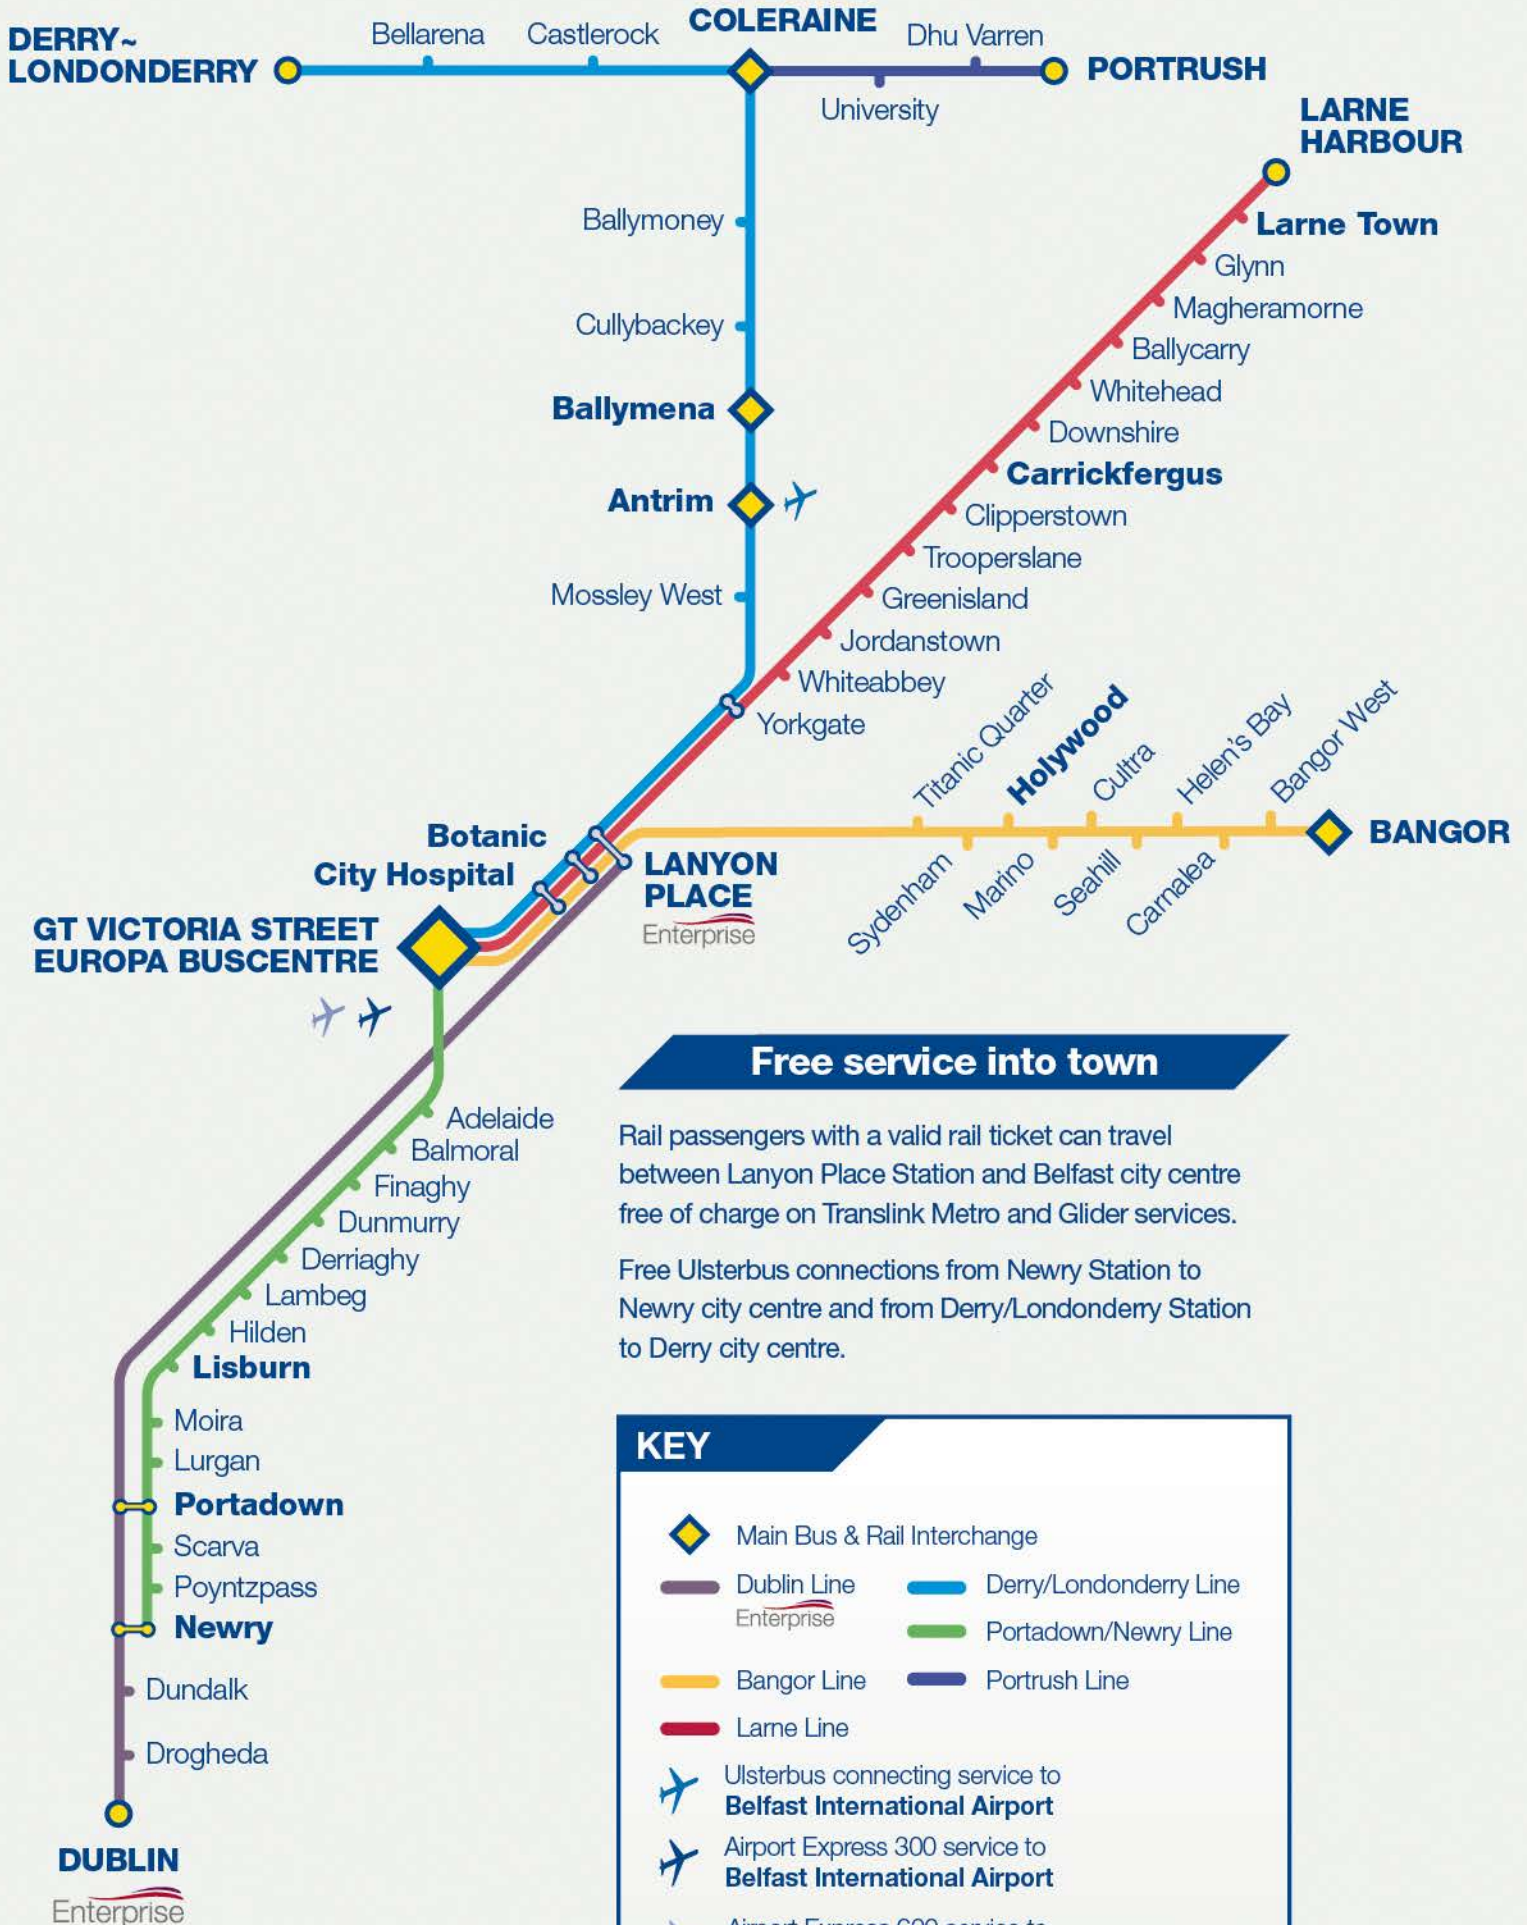 DERRY~
LONDONDERRY
Bellarena
Castlerock
COLERAINE
Dhu Varren
University
PORTRUSH
LARNE
HARBOUR
Ballymoney
Cullybackey
Ballymena
Antrim
Mossley West
Larne Town
Glynn
Magheramorne
Ballycarry
Whitehead
Downshire
Carrickfergus
Clipperstown
Trooperslane
Greenisland
Jordanstown
Whiteabbey
Yorkgate
Titanic Quarter
Holywood
Cultra
Helen's Bay
Bangor West
BANGOR
Sydenham
Marino
Seahill
Carnalea
Botanic
City Hospital
LANYON
PLACE
Enterprise
GT VICTORIA STREET
EUROPA BUSCENTRE
Adelaide
Balmoral
Finaghy
Dunmurry
Derriaghy
Lambeg
Hilden
Lisburn
Moira
Lurgan
Portadown
Scarva
Poyntzpass
Newry
Dundalk
Drogheda
DUBLIN
Enterprise
Free service into town
Rail passengers with a valid rail ticket can travel
between Lanyon Place Station and Belfast city centre
free of charge on Translink Metro and Glider services.
Free Ulsterbus connections from Newry Station to
Newry city centre and from Derry/Londonderry Station
to Derry city centre.
KEY
Main Bus & Rail Interchange
Dublin Line
Enterprise
Derry/Londonderry Line
Portadown/Newry Line
Bangor Line
Portrush Line
Larne Line
Ulsterbus connecting service to
Belfast International Airport
Airport Express 300 service to
Belfast International Airport
Airport Express 600 service to